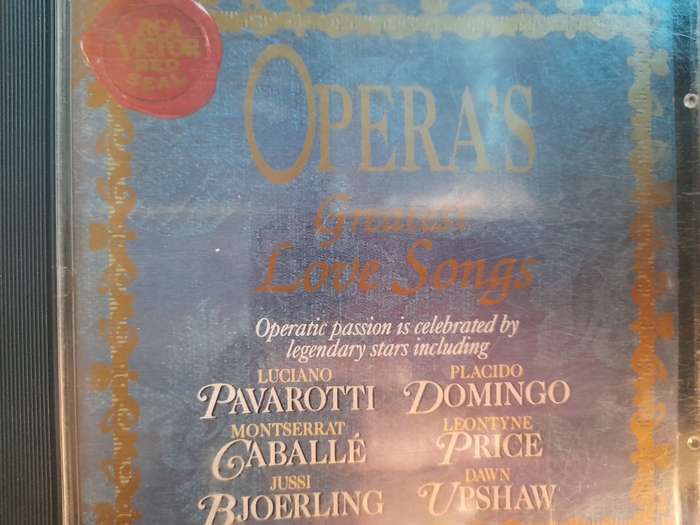 RCA
VICTOR
RED
SEAL
OPERA'S
Greatest
Love Songs
Operatic passion is celebrated by
legendary stars including
LUCIANO PLACIDO
PAVAROTTI DOMINGO
MONTSERRAT LEONTYNE
CABALLÉ PRICE
JUSSI DAWN
BJOERLING UPSHAW